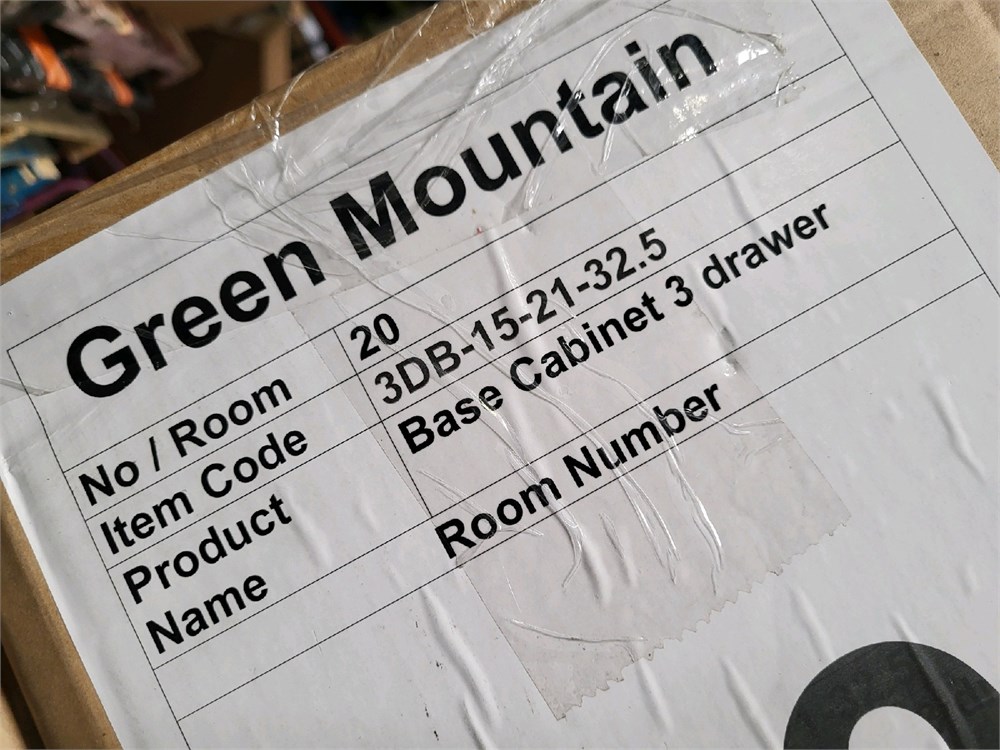 Green Mountain
No / Room 20
Item Code 3DB-15-21-32.5
Product Base Cabinet 3 drawer
Name
Room Number